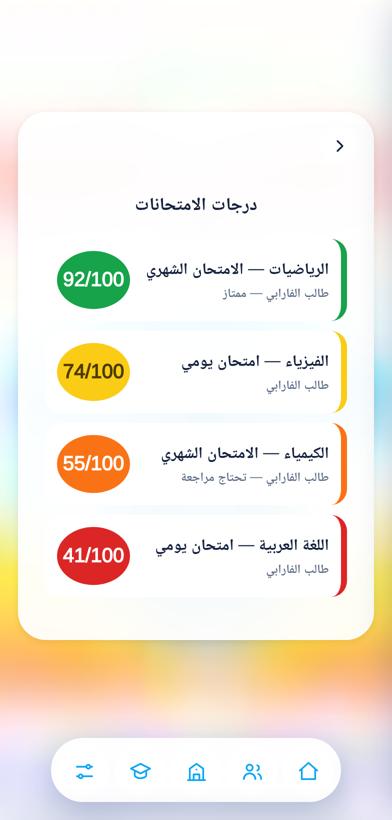 درجات الامتحانات
الرياضيات — الامتحان الشهري
طالب الفارابي — ممتاز
92/100
الفيزياء — امتحان يومي
طالب الفارابي
74/100
الكيمياء — الامتحان الشهري
طالب الفارابي — تحتاج مراجعة
55/100
اللغة العربية — امتحان يومي
طالب الفارابي
41/100